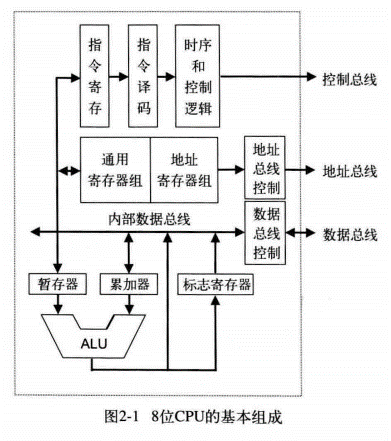 指令寄存
指令译码
时序和控制逻辑
控制总线
通用
寄存器组
地址
寄存器组
地址总线控制
地址总线
内部数据总线
数据总线控制
数据总线
暂存器
累加器
标志寄存器
ALU
图2-1 8位CPU的基本组成